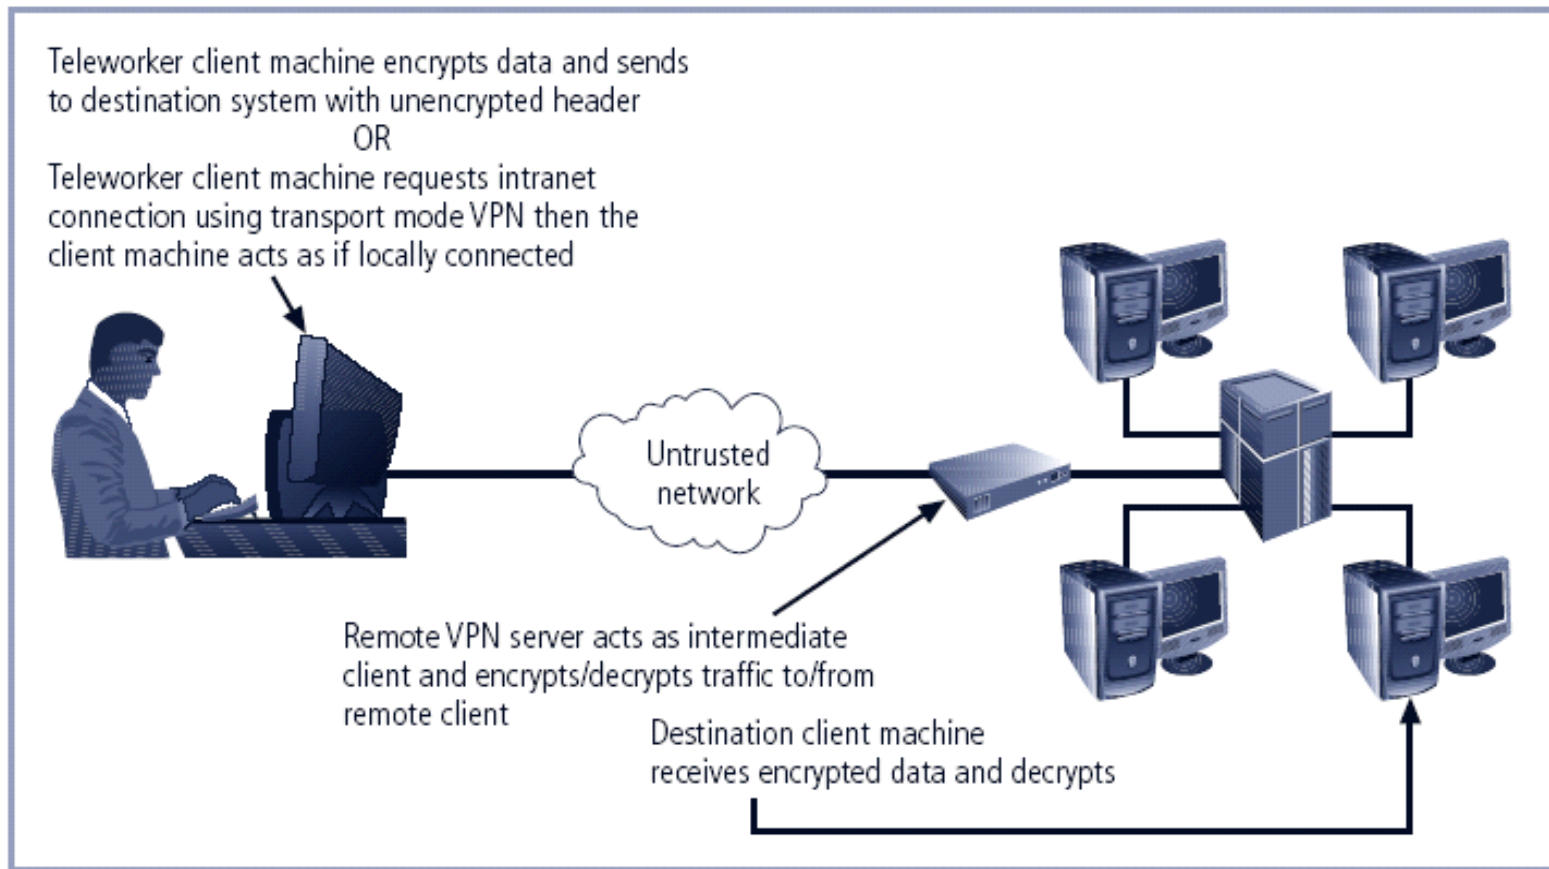 Teleworker client machine encrypts data and sends
to destination system with unencrypted header
OR
Teleworker client machine requests intranet
connection using transport mode VPN then the
client machine acts as if locally connected
Untrusted
network
Remote VPN server acts as intermediate
client and encrypts/decrypts traffic to/from
remote client
Destination client machine
receives encrypted data and decrypts